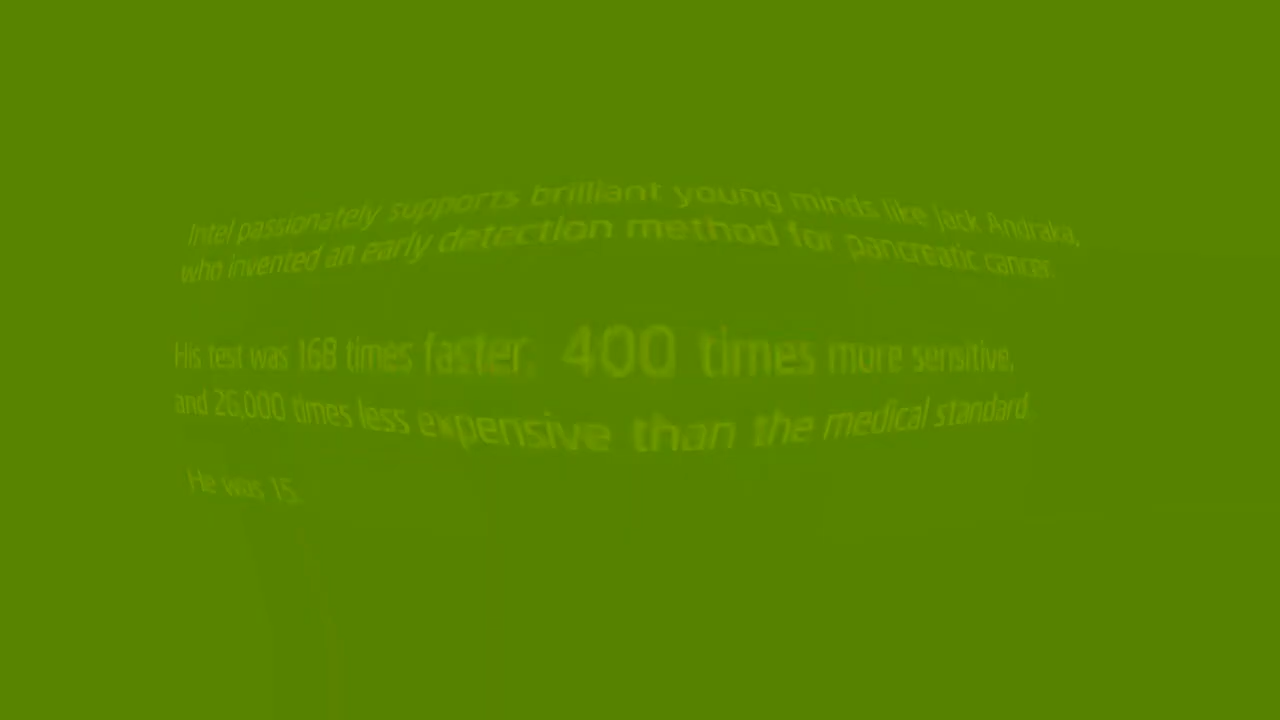 Intel passionately supports brilliant young minds like Jack Andraka,
who invented an early detection method for pancreatic cancer.
His test was 168 times faster, 400 times more sensitive,
and 26,000 times less expensive than the medical standard.
He was 15.